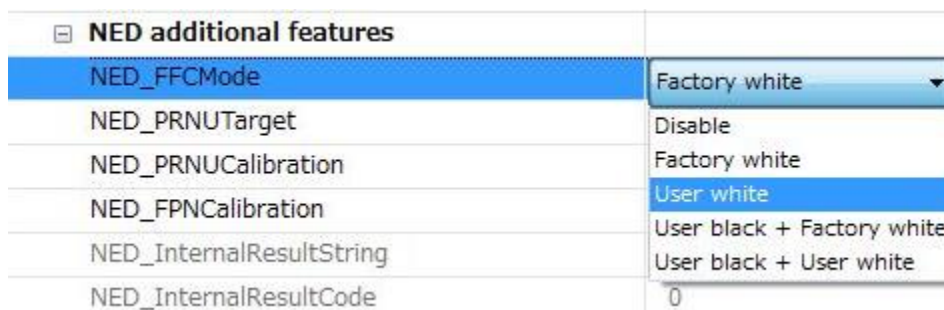 NED additional features
NED_FFCMode Factory white
NED_PRNUTarget Disable
NED_PRNUCalibration Factory white
User white
NED_FPNCalibration User black + Factory white
NED_InternalResultString User black + User white
NED_InternalResultCode 0